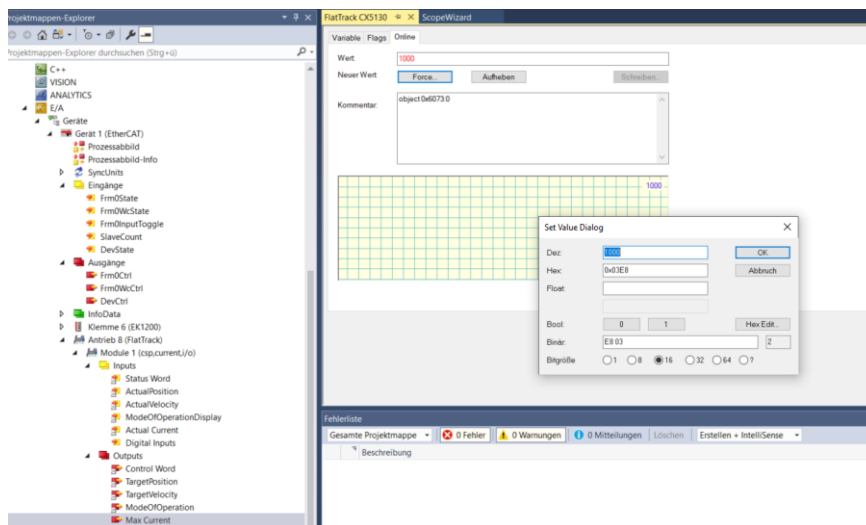 Projektmappen-Explorer
Projektmappen-Explorer durchsuchen (Strg+ü)
C++
VISION
ANALYTICS
E/A
Geräte
Gerät 1 (EtherCAT)
Prozessabbild
Prozessabbild-Info
SyncUnits
Eingänge
Frm0State
Frm0WcState
Frm0InputToggle
SlaveCount
DevState
Ausgänge
Frm0Ctrl
Frm0WcCtrl
DevCtrl
InfoData
Klemme 6 (EK1200)
Antrieb 8 (FlatTrack)
Module 1 (csp,current,i/o)
Inputs
Status Word
ActualPosition
ActualVelocity
ModeOfOperationDisplay
Actual Current
Digital Inputs
Outputs
Control Word
TargetPosition
TargetVelocity
ModeOfOperation
Max Current
FlatTrack CX5130 ScopeWizard
Variable Flags Online
Wert: 1000
Neuer Wert: Force... Aufheben Schreiben...
Kommentar: object 0x6073:0
1000
Set Value Dialog
Dez: 1000 OK
Hex: 0x03E8 Abbruch
Float:
Bool: 0 1 Hex Edit...
Binär: E8 03 2
Bitgröße 1 8 16 32 64 ?
Fehlerliste
Gesamte Projektmappe 0 Fehler 0 Warnungen 0 Mitteilungen Löschen Erstellen + IntelliSense
Beschreibung